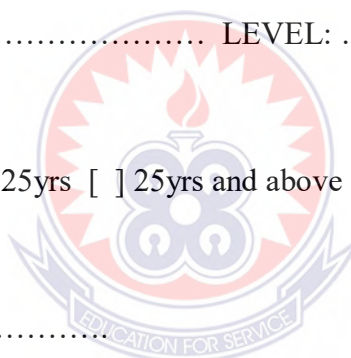 ………………… LEVEL: .
25yrs [ ] 25yrs and above
………….
EDUCATION FOR SERVICE